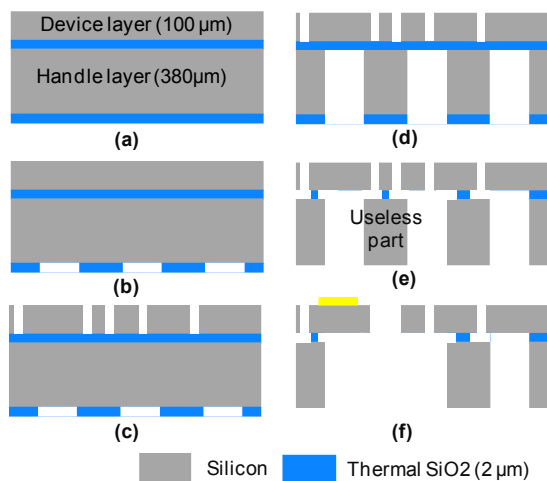 Device layer (100 µm)
Handle layer (380µm)
(a)
(b)
(c)
(d)
Useless
part
(e)
(f)
Silicon
Thermal SiO2 (2 µm)